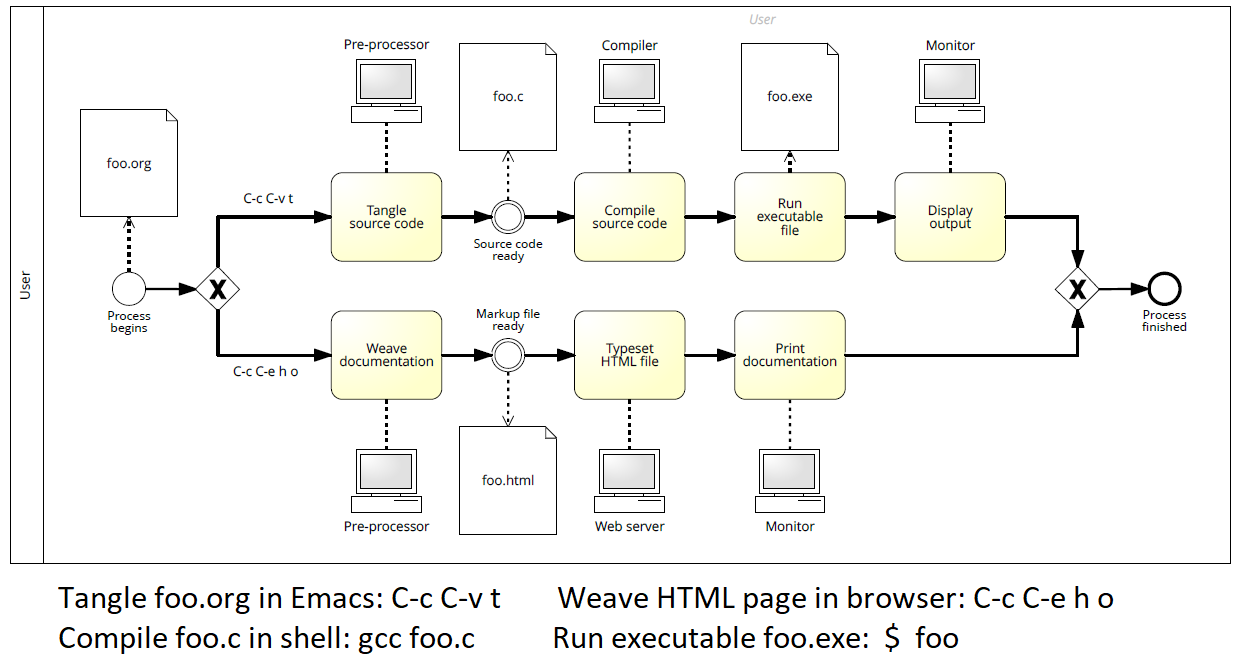 User
User
Pre-processor
foo.c
Compiler
foo.exe
Monitor
foo.org
C-c C-v t
Tangle
source code
Source code
ready
Compile
source code
Run
executable
file
Display
output
Process
begins
X
X
Process
finished
C-c C-e h o
Weave
documentation
Markup file
ready
Typeset
HTML file
Print
documentation
Pre-processor
foo.html
Web server
Monitor
Tangle foo.org in Emacs: C-c C-v t
Weave HTML page in browser: C-c C-e h o
Compile foo.c in shell: gcc foo.c
Run executable foo.exe: $ foo